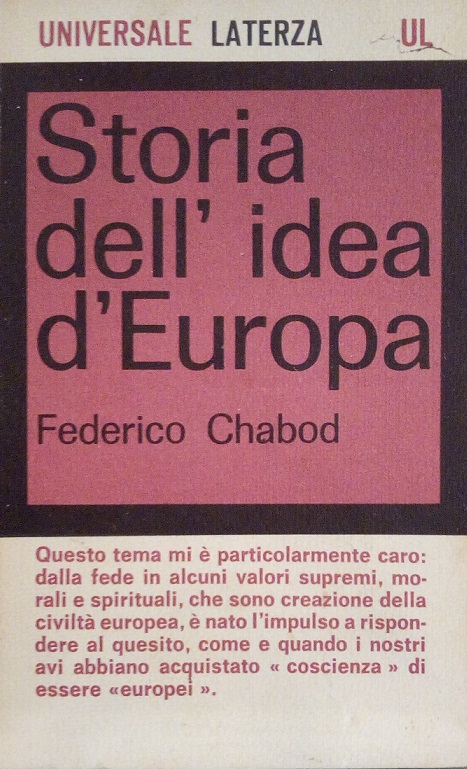 UNIVERSALE LATERZA UL
Storia
dell' idea
d'Europa
Federico Chabod
Questo tema mi è particolarmente caro:
dalla fede in alcuni valori supremi, mo-
rali e spirituali, che sono creazione della
civiltà europea, è nato l'impulso a rispon-
dere al quesito, come e quando i nostri
avi abbiano acquistato « coscienza » di
essere «europei ».